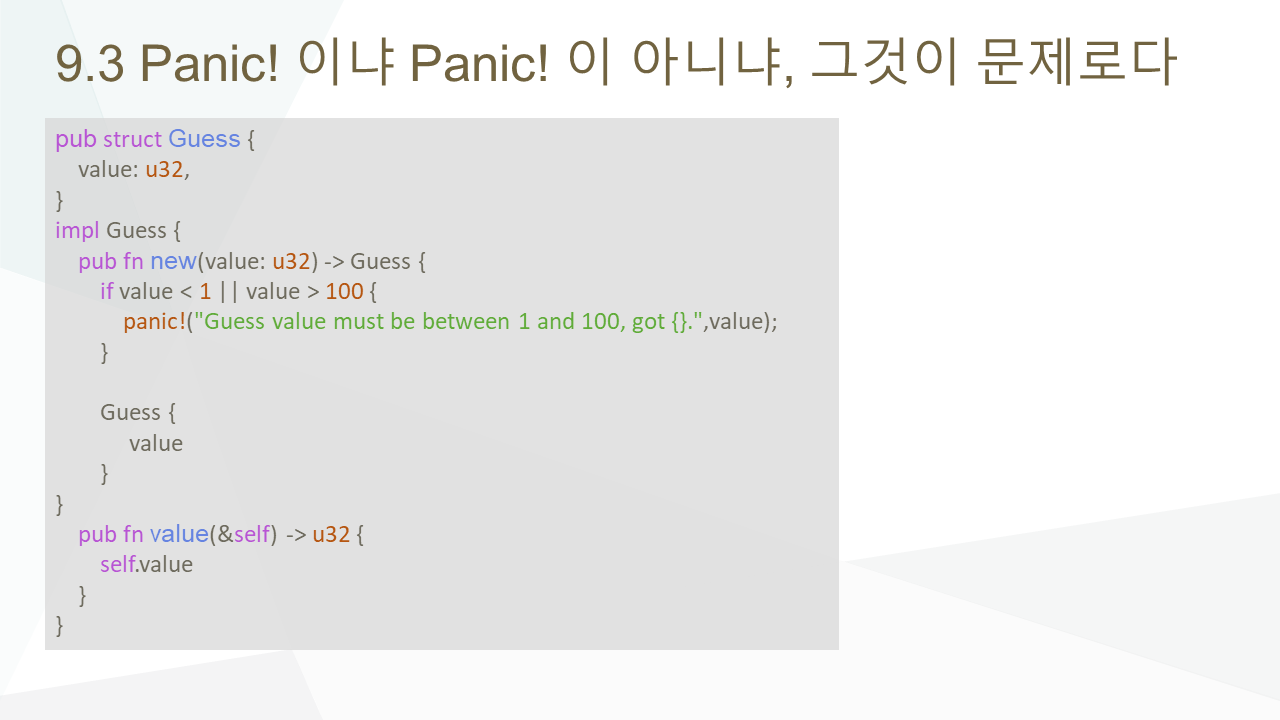 9.3 Panic! 이냐 Panic! 이 아니냐, 그것이 문제로다
pub struct Guess {
    value: u32,
}
impl Guess {
    pub fn new(value: u32) -> Guess {
        if value < 1 || value > 100 {
            panic!("Guess value must be between 1 and 100, got {}.",value);
        }

        Guess {
            value
        }
}
    pub fn value(&self) -> u32 {
        self.value
    }
}